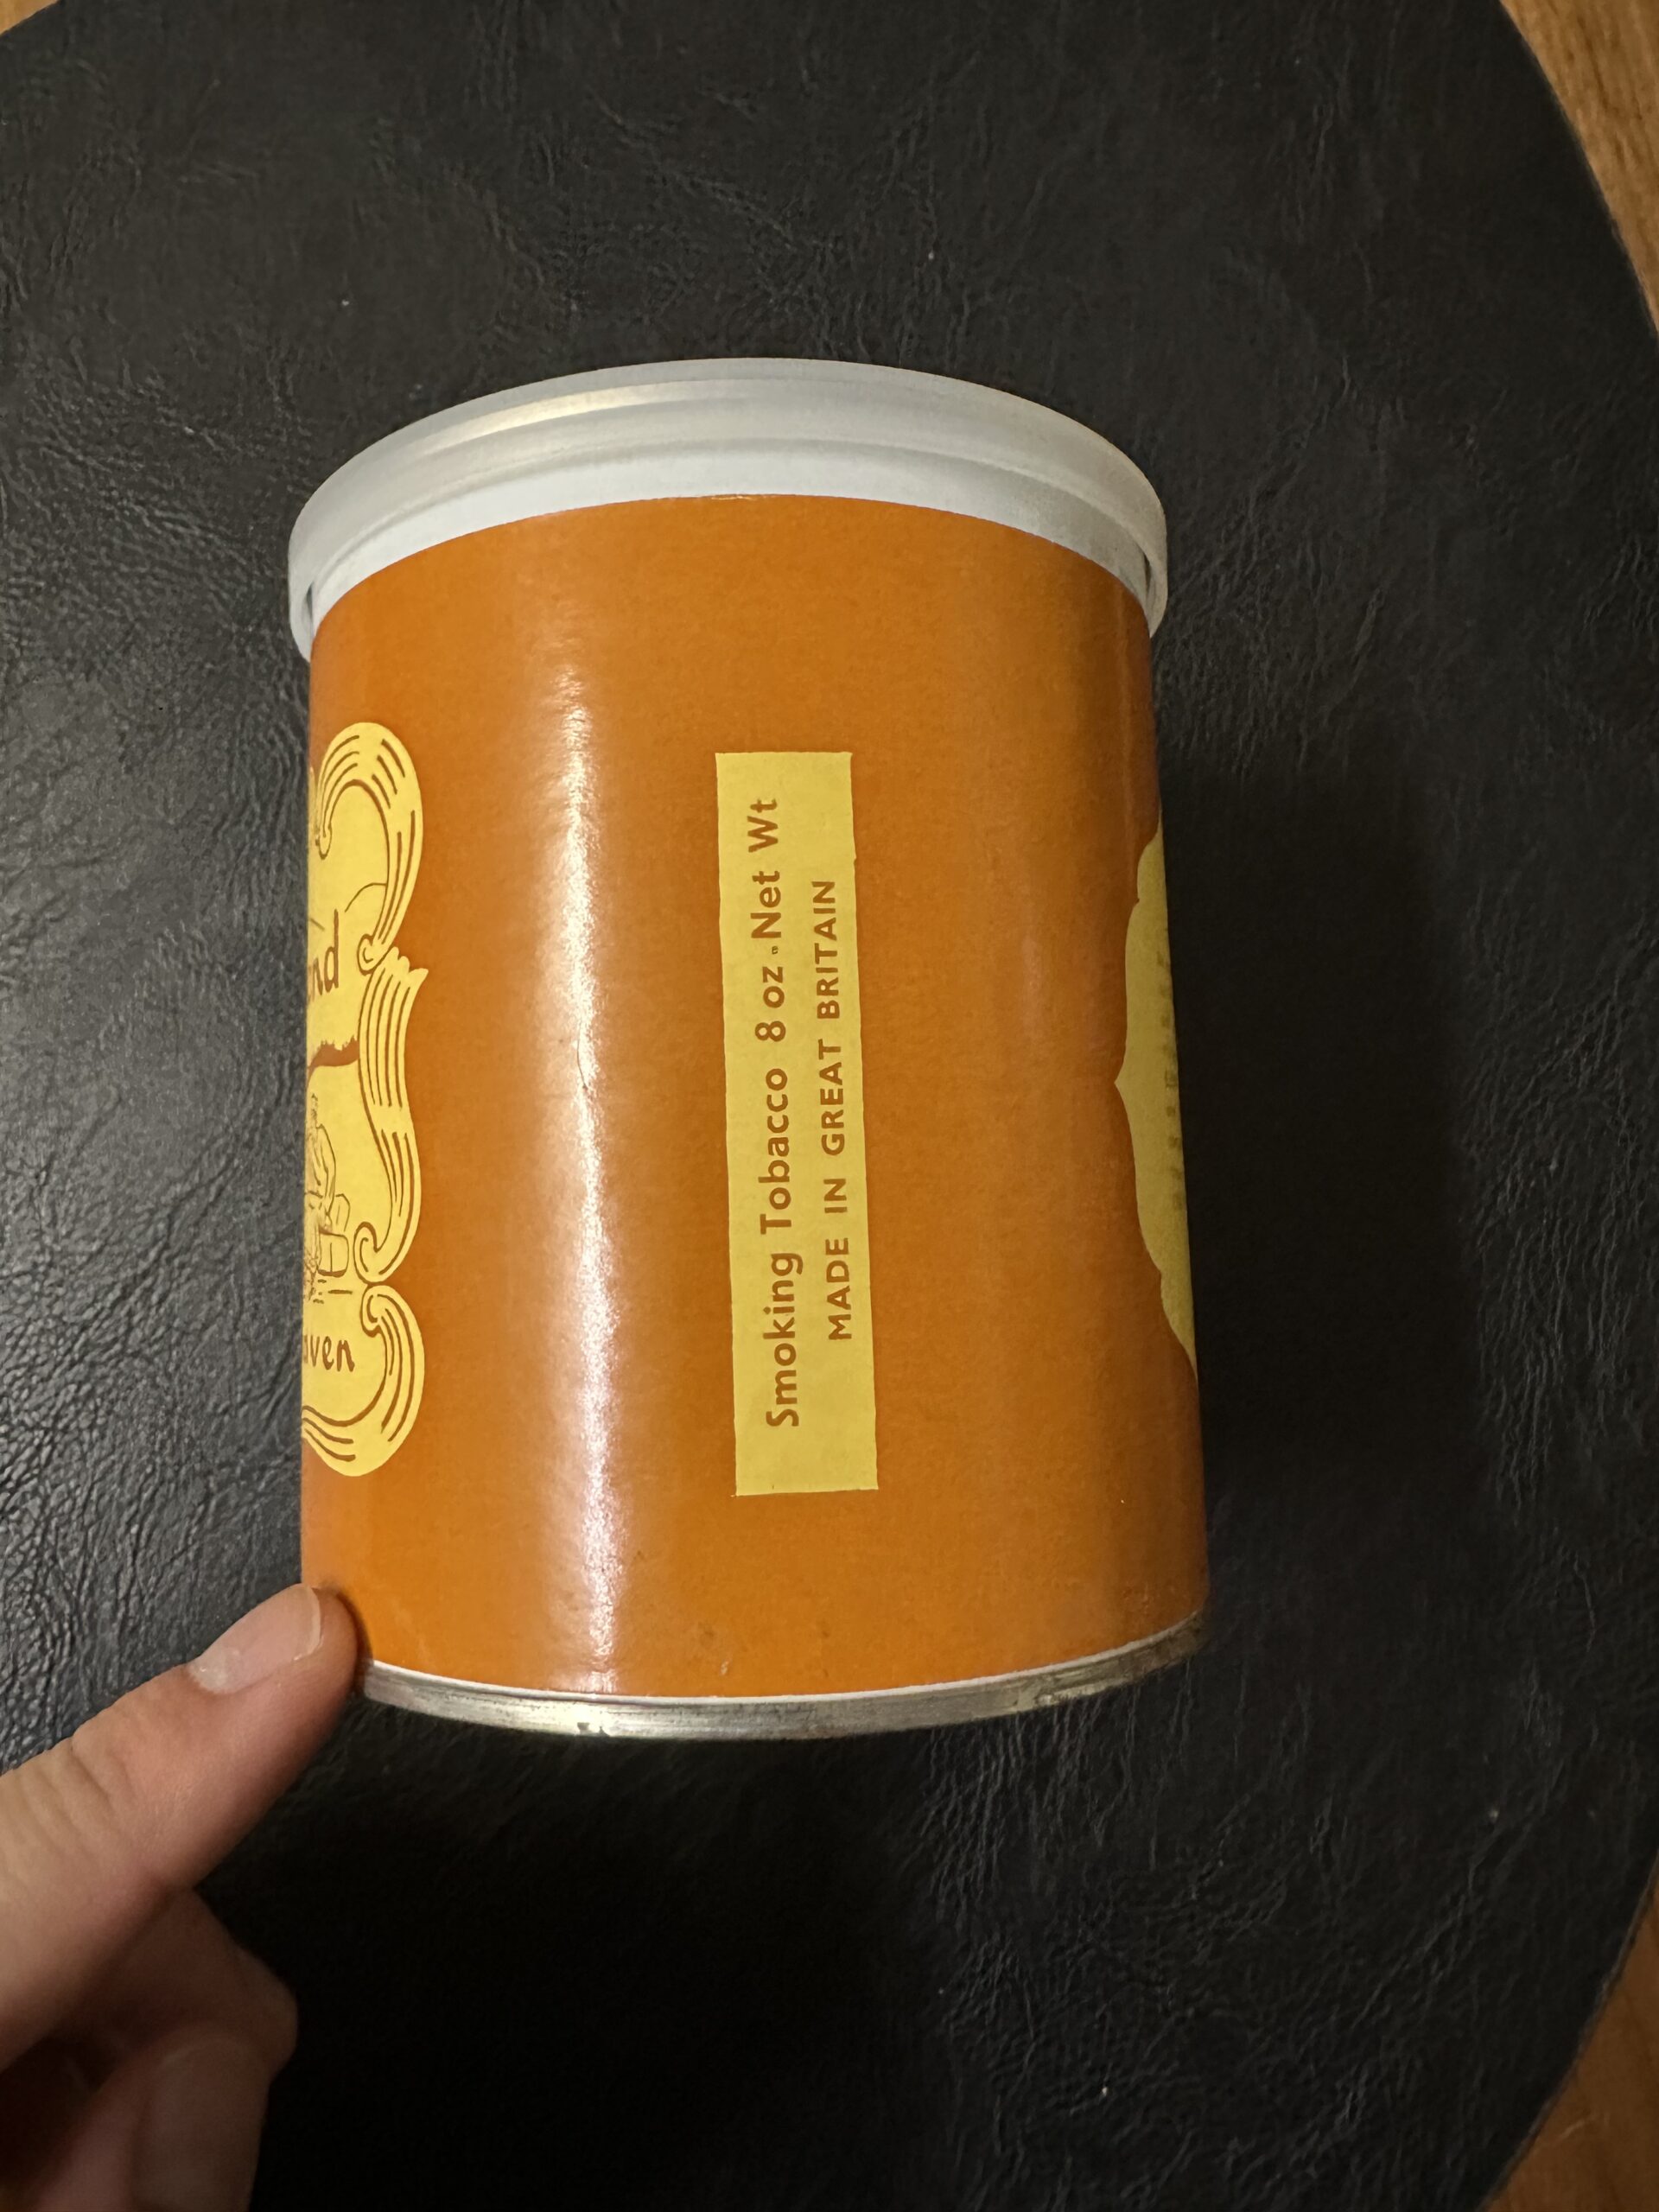 Smoking Tobacco 8 oz. Net Wt
MADE IN GREAT BRITAIN